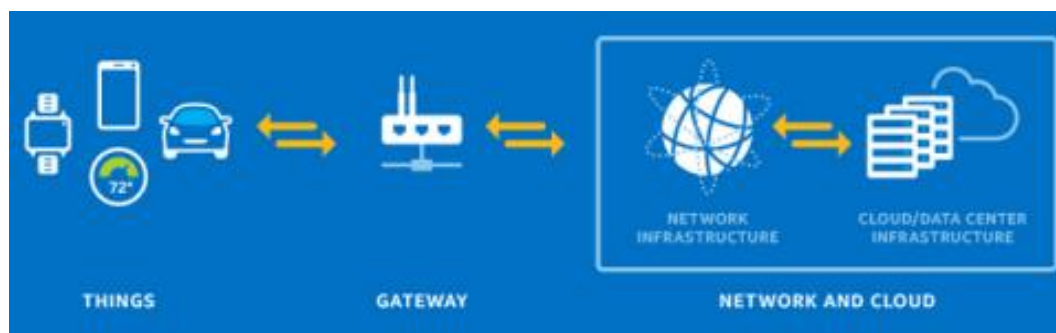 72°
NETWORK
INFRASTRUCTURE
CLOUD/DATA CENTER
INFRASTRUCTURE
THINGS
GATEWAY
NETWORK AND CLOUD